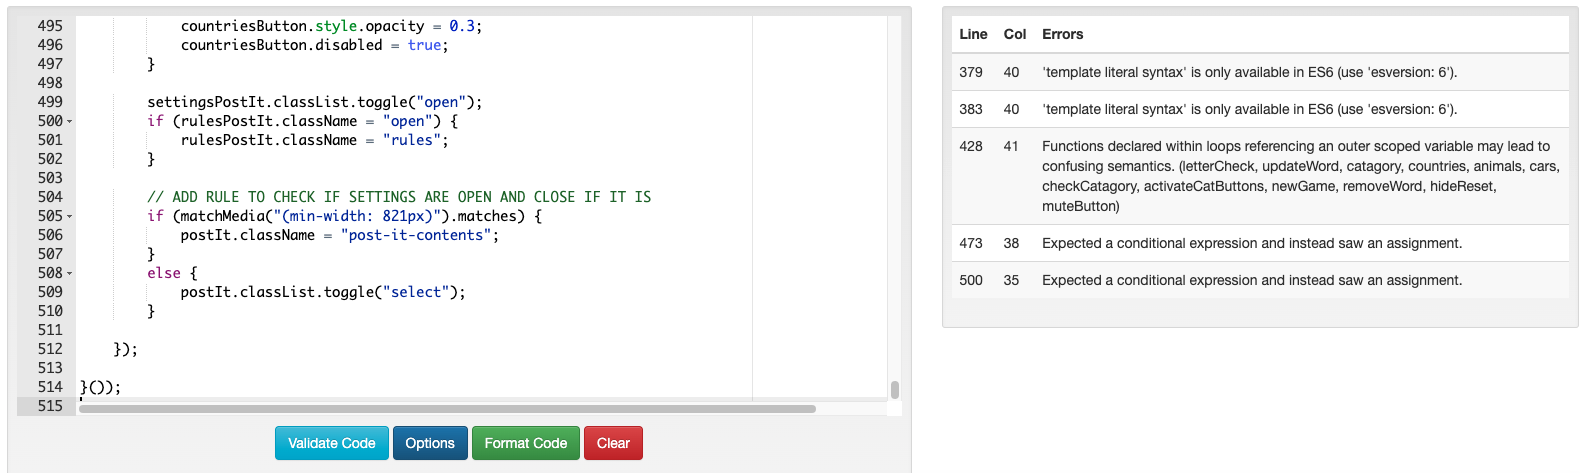 495 countriesButton.style.opacity = 0.3;
496 countriesButton.disabled = true;
497 }
498
499 settingsPostIt.classList.toggle("open");
500 if (rulesPostIt.className = "open") {
501 rulesPostIt.className = "rules";
502 }
503
504 // ADD RULE TO CHECK IF SETTINGS ARE OPEN AND CLOSE IF IT IS
505 if (matchMedia("(min-width: 821px)").matches) {
506 postIt.className = "post-it-contents";
507 }
508 else {
509 postIt.classList.toggle("select");
510 }
511
512 });
513
514 }());
515
Validate Code Options Format Code Clear
Line Col Errors
379 40 'template literal syntax' is only available in ES6 (use 'esversion: 6').
383 40 'template literal syntax' is only available in ES6 (use 'esversion: 6').
428 41 Functions declared within loops referencing an outer scoped variable may lead to
confusing semantics. (letterCheck, updateWord, catagory, countries, animals, cars,
checkCatagory, activateCatButtons, newGame, removeWord, hideReset,
muteButton)
473 38 Expected a conditional expression and instead saw an assignment.
500 35 Expected a conditional expression and instead saw an assignment.